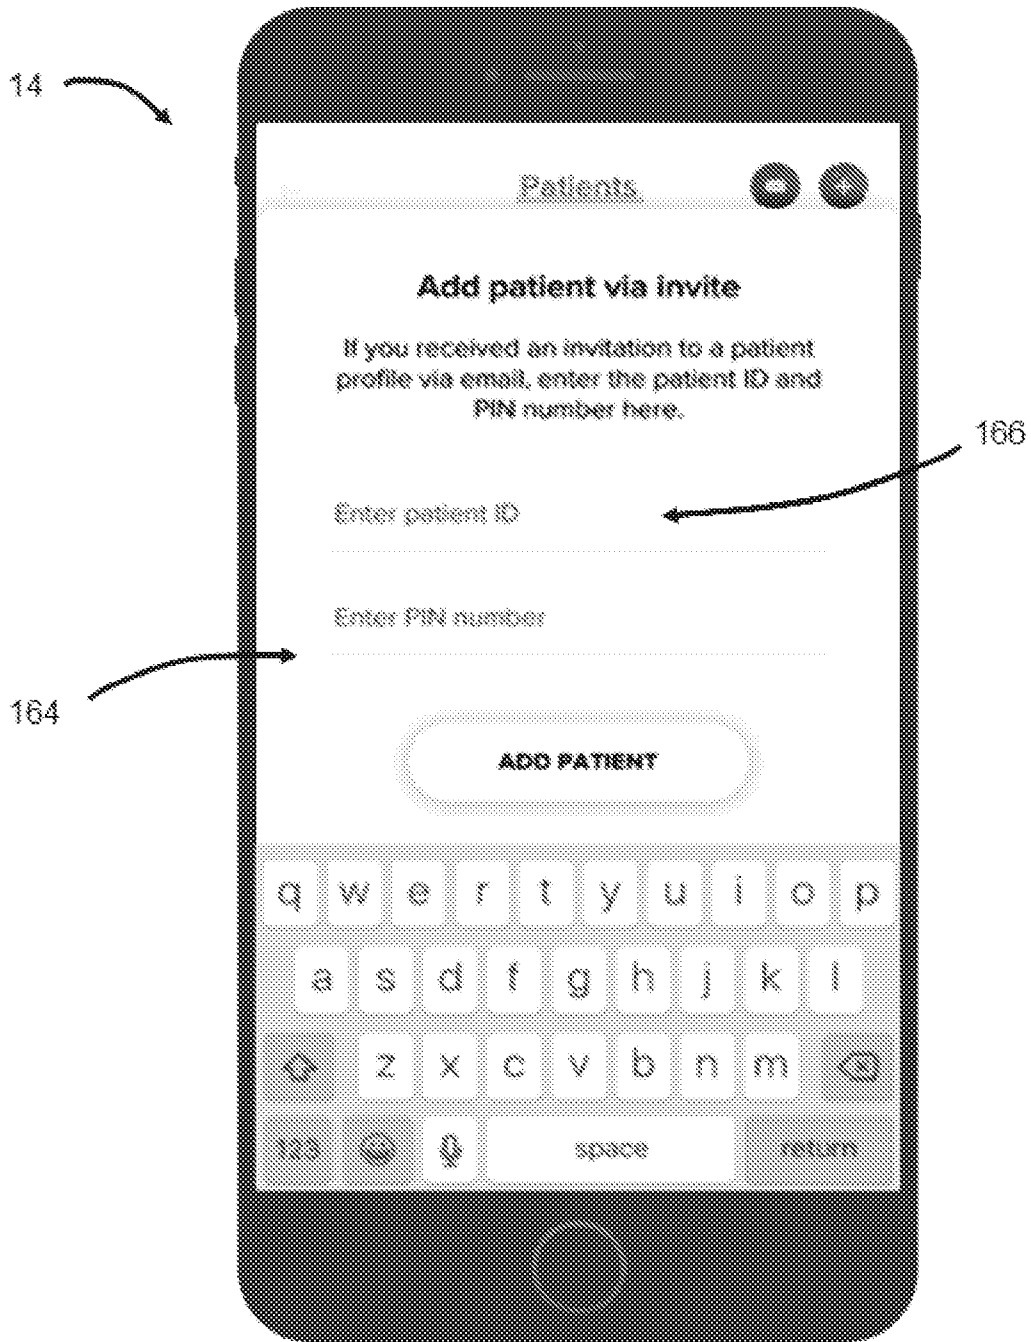 14
Patients
Add patient via invite
If you received an invitation to a patient
profile via email, enter the patient ID and
PIN number here.
166
Enter patient ID
Enter PIN number
164
ADD PATIENT
q w e r t y u i o p
a s d f g h j k l
z x c v b n m
123 space return